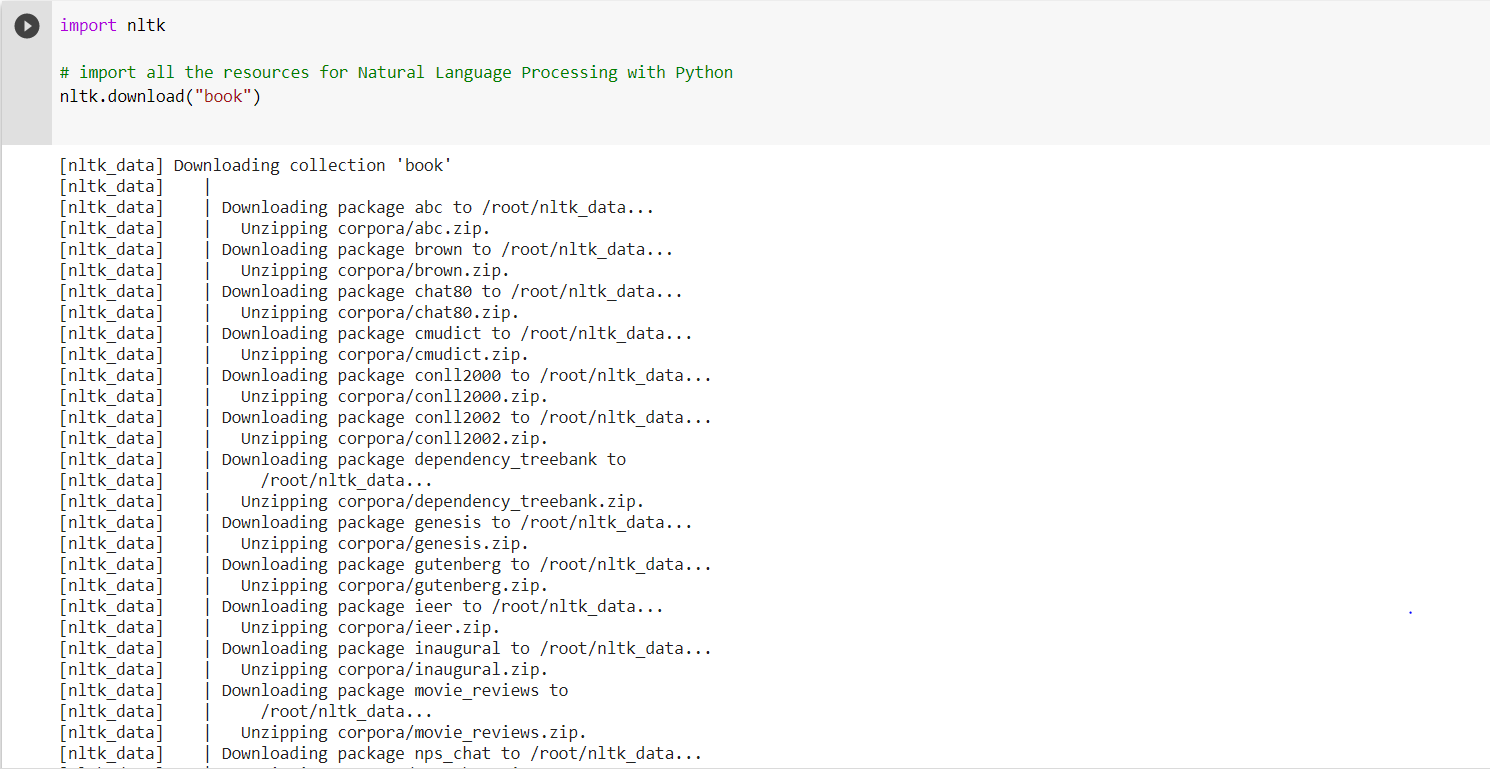 import nltk
# import all the resources for Natural Language Processing with Python
nltk.download("book")
[nltk_data] Downloading collection 'book'
[nltk_data]    |
[nltk_data]    | Downloading package abc to /root/nltk_data...
[nltk_data]    |   Unzipping corpora/abc.zip.
[nltk_data]    | Downloading package brown to /root/nltk_data...
[nltk_data]    |   Unzipping corpora/brown.zip.
[nltk_data]    | Downloading package chat80 to /root/nltk_data...
[nltk_data]    |   Unzipping corpora/chat80.zip.
[nltk_data]    | Downloading package cmudict to /root/nltk_data...
[nltk_data]    |   Unzipping corpora/cmudict.zip.
[nltk_data]    | Downloading package conll2000 to /root/nltk_data...
[nltk_data]    |   Unzipping corpora/conll2000.zip.
[nltk_data]    | Downloading package conll2002 to /root/nltk_data...
[nltk_data]    |   Unzipping corpora/conll2002.zip.
[nltk_data]    | Downloading package dependency_treebank to
[nltk_data]    |     /root/nltk_data...
[nltk_data]    |   Unzipping corpora/dependency_treebank.zip.
[nltk_data]    | Downloading package genesis to /root/nltk_data...
[nltk_data]    |   Unzipping corpora/genesis.zip.
[nltk_data]    | Downloading package gutenberg to /root/nltk_data...
[nltk_data]    |   Unzipping corpora/gutenberg.zip.
[nltk_data]    | Downloading package ieer to /root/nltk_data...
[nltk_data]    |   Unzipping corpora/ieer.zip.
[nltk_data]    | Downloading package inaugural to /root/nltk_data...
[nltk_data]    |   Unzipping corpora/inaugural.zip.
[nltk_data]    | Downloading package movie_reviews to
[nltk_data]    |     /root/nltk_data...
[nltk_data]    |   Unzipping corpora/movie_reviews.zip.
[nltk_data]    | Downloading package nps_chat to /root/nltk_data...